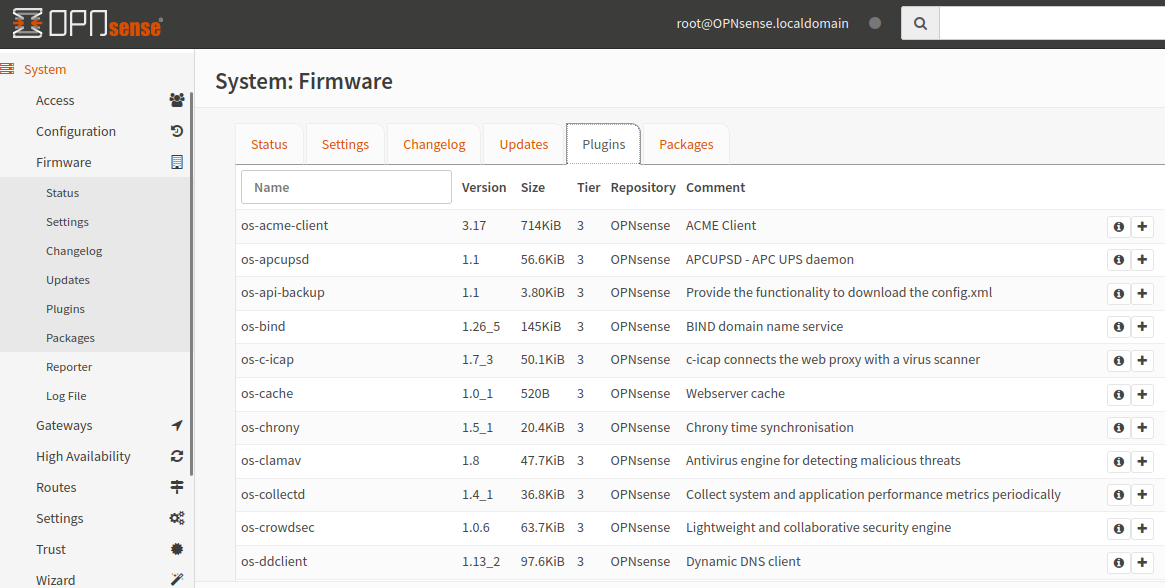 OPNsense
root@OPNsense.localdomain
System
Access
Configuration
Firmware
Status
Settings
Changelog
Updates
Plugins
Packages
Reporter
Log File
Gateways
High Availability
Routes
Settings
Trust
Wizard
System: Firmware
Status Settings Changelog Updates Plugins Packages
Name Version Size Tier Repository Comment
os-acme-client 3.17 714KiB 3 OPNsense ACME Client
os-apcupsd 1.1 56.6KiB 3 OPNsense APCUPSD - APC UPS daemon
os-api-backup 1.1 3.80KiB 3 OPNsense Provide the functionality to download the config.xml
os-bind 1.26_5 145KiB 3 OPNsense BIND domain name service
os-c-icap 1.7_3 50.1KiB 3 OPNsense c-icap connects the web proxy with a virus scanner
os-cache 1.0_1 520B 3 OPNsense Webserver cache
os-chrony 1.5_1 20.4KiB 3 OPNsense Chrony time synchronisation
os-clamav 1.8 47.7KiB 3 OPNsense Antivirus engine for detecting malicious threats
os-collectd 1.4_1 36.8KiB 3 OPNsense Collect system and application performance metrics periodically
os-crowdsec 1.0.6 63.7KiB 3 OPNsense Lightweight and collaborative security engine
os-ddclient 1.13_2 97.6KiB 3 OPNsense Dynamic DNS client